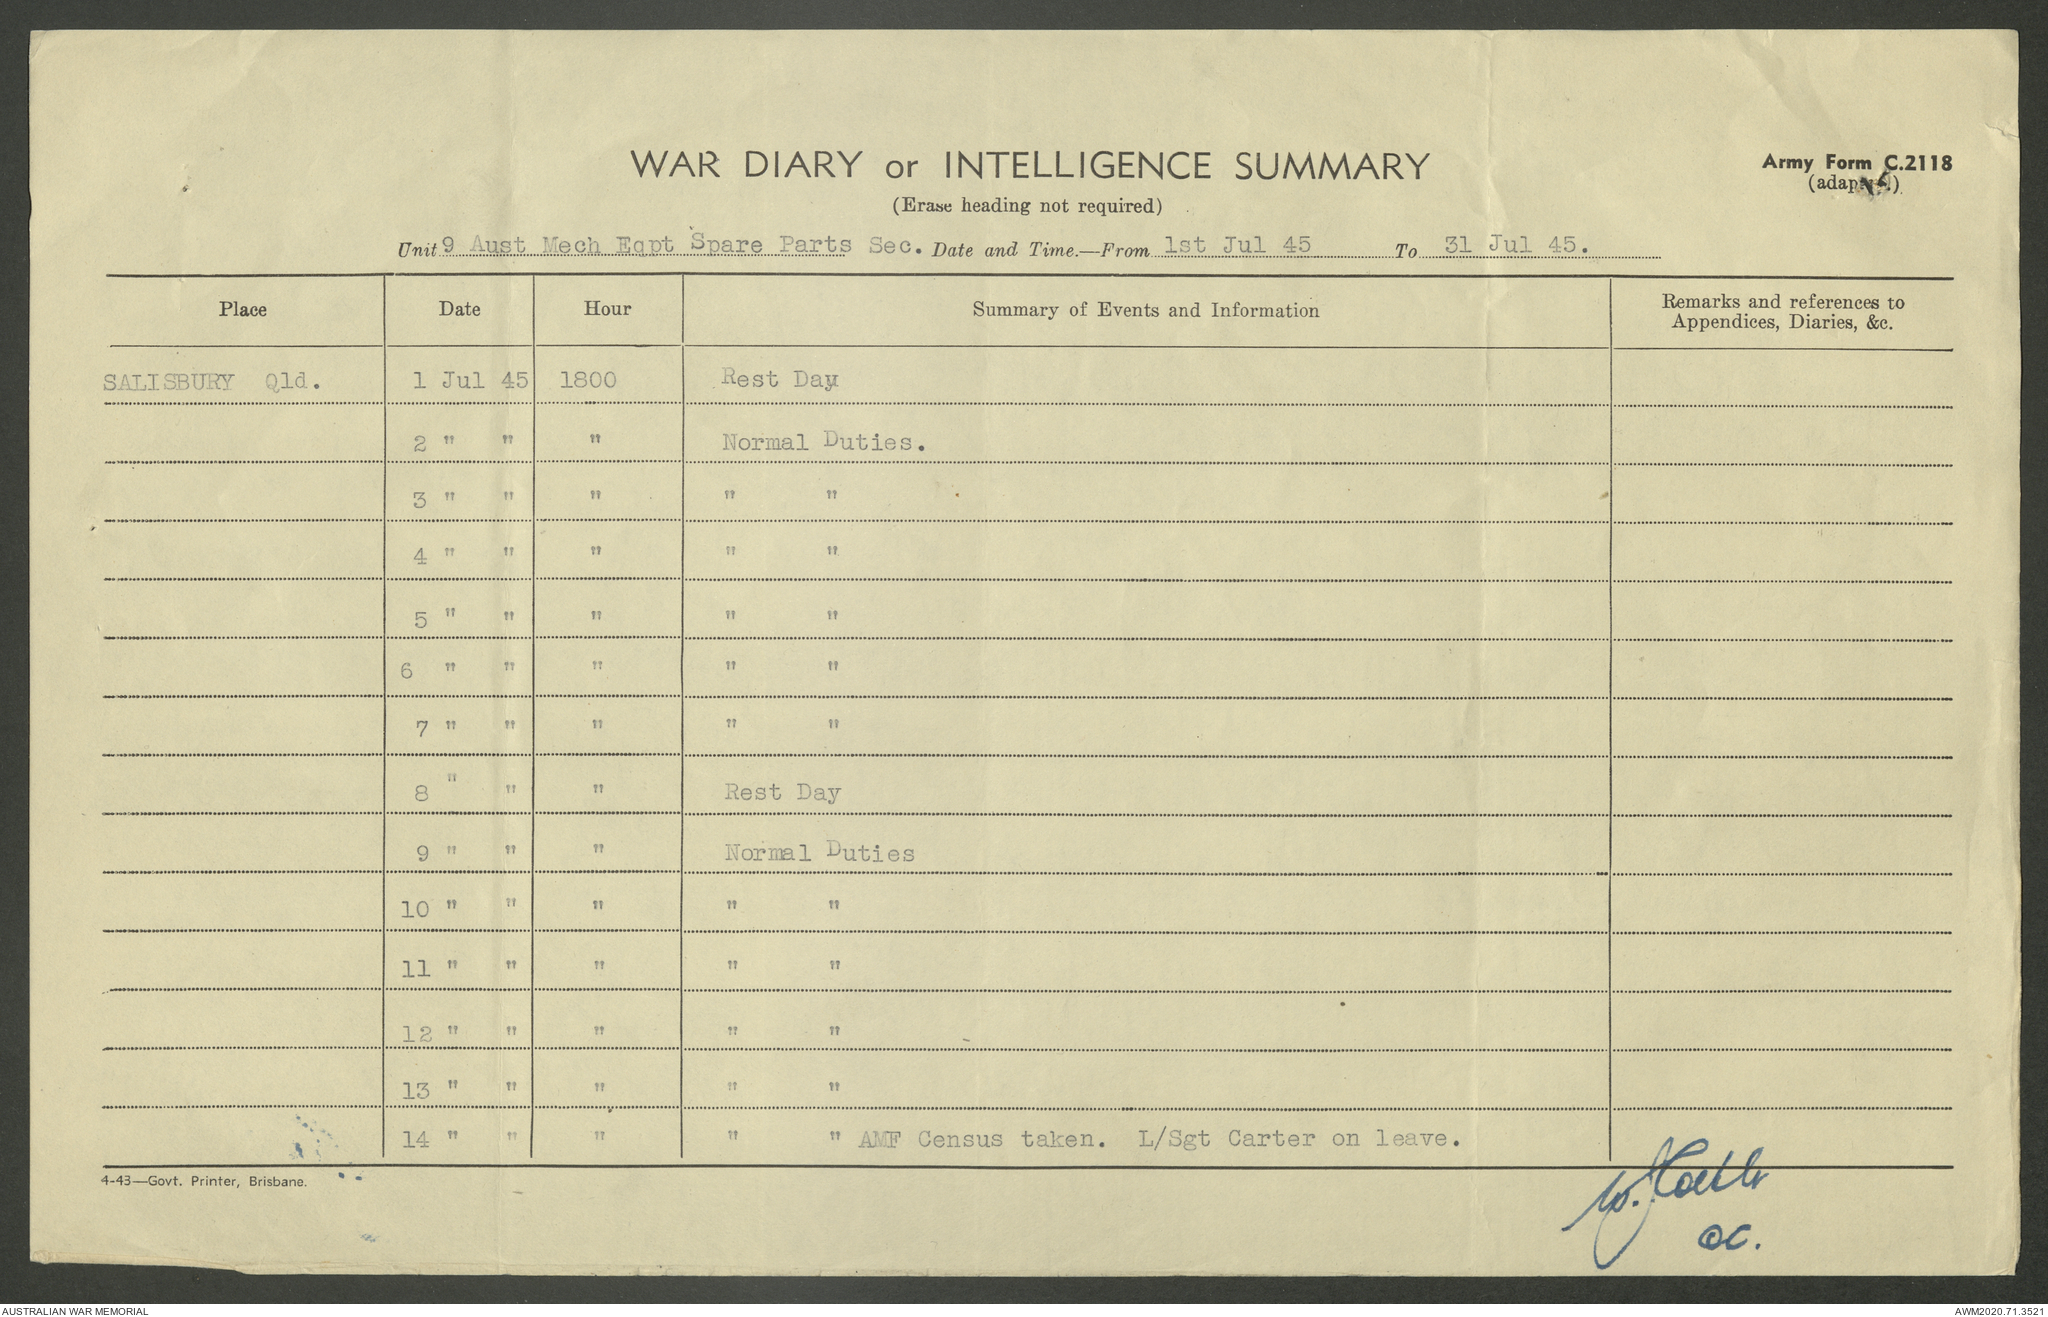 WAR DIARY or INTELLIGENCE SUMMARY
Army Form C.2118
(Erase heading not required)
Unit 9 Aust Mech Eqpt Spare Parts Sec. Date and Time.—From 1st Jul 45 To 31 Jul 45.
Place Date Hour Summary of Events and Information Remarks and references to
Appendices, Diaries, &c.
SALISBURY Qld. 1 Jul 45 1800 Rest Day
2 " " " Normal Duties.
3 " " " " "
4 " " " " "
5 " " " " "
6 " " " " "
7 " " " " "
8 " " " Rest Day
9 " " " Normal Duties
10 " " " " "
11 " " " " "
12 " " " " "
13 " " " " "
14 " " " " " AMF Census taken. L/Sgt Carter on leave.
4-43—Govt. Printer, Brisbane.
OC.
AUSTRALIAN WAR MEMORIAL
AWM2020.71.3521